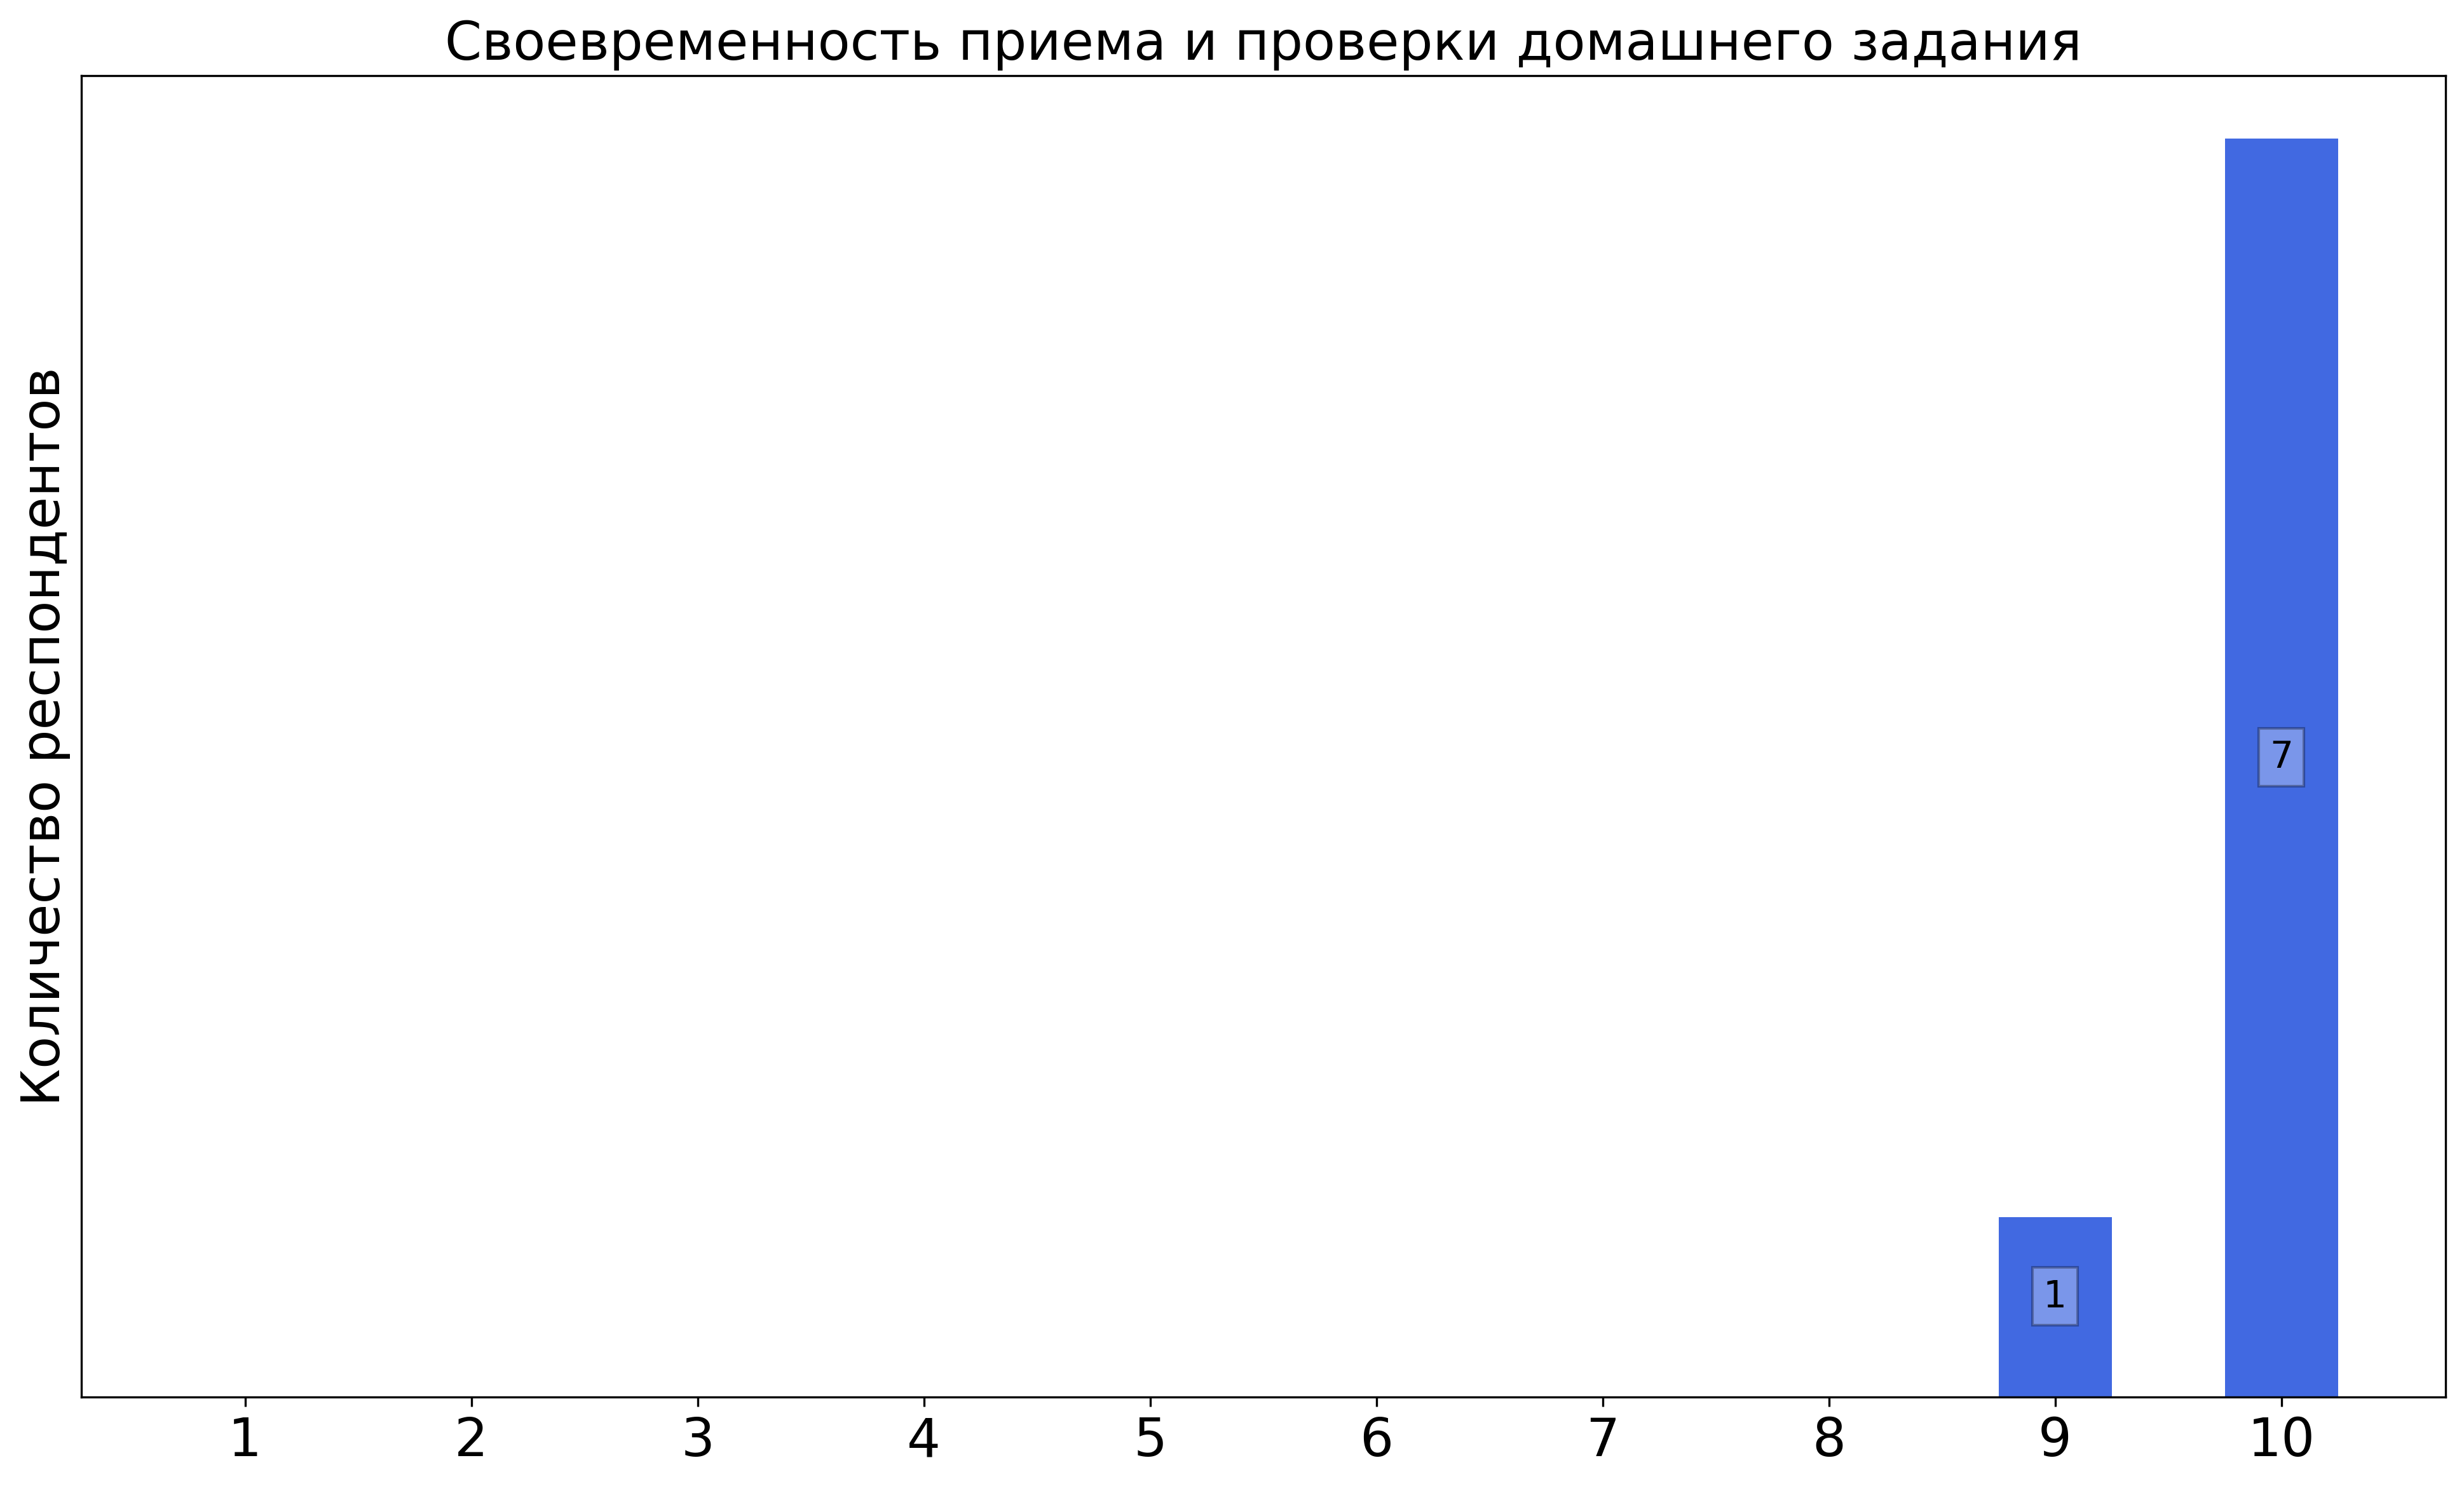 Своевременность приема и проверки домашнего задания
Количество респондентов
7
1
1 2 3 4 5 6 7 8 9 10